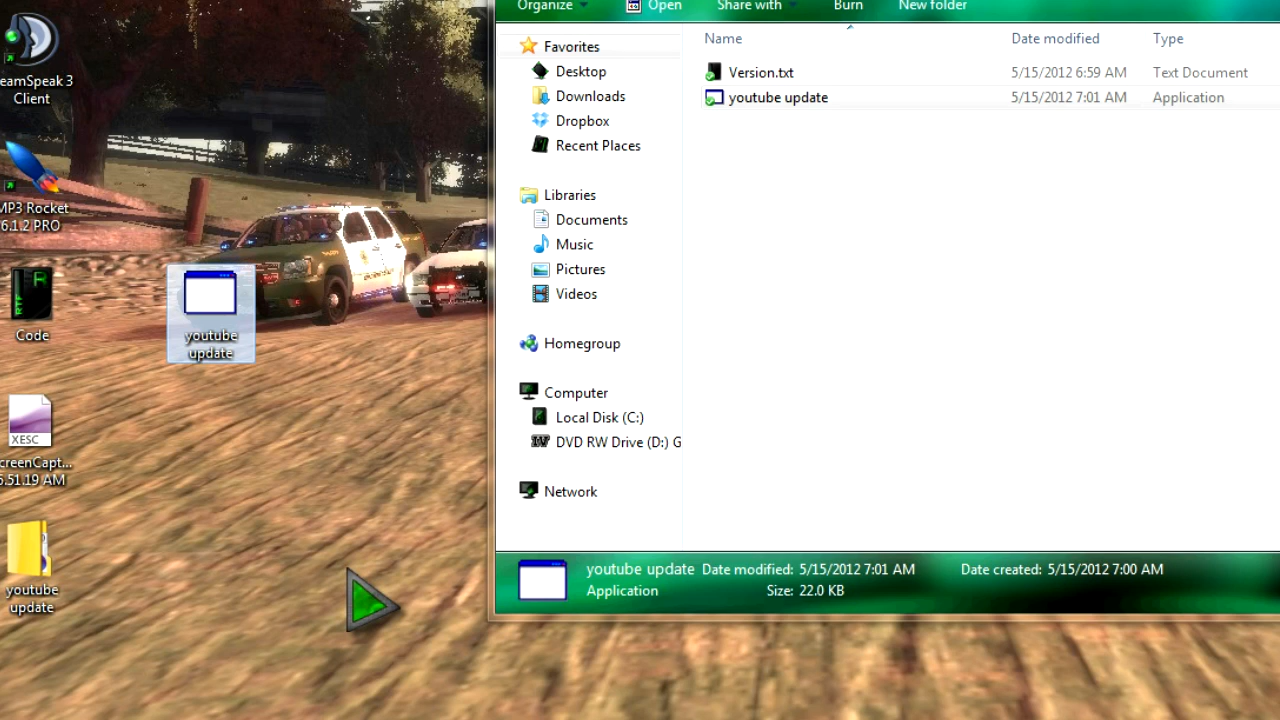 eamSpeak 3
Client
MP3 Rocket
6.1.2 PRO
RTF
R
Code
XESC
creenCapt...
5.51.19 AM
youtube
update
youtube
update
Organize
Open
Share with
Burn
New folder
Name
Date modified
Type
Favorites
Desktop
Downloads
Dropbox
Recent Places
Libraries
Documents
Music
Pictures
Videos
Homegroup
Computer
Local Disk (C:)
DVD RW Drive (D:) G
Network
Version.txt
5/15/2012 6:59 AM
Text Document
youtube update
5/15/2012 7:01 AM
Application
youtube update
Date modified: 5/15/2012 7:01 AM
Date created: 5/15/2012 7:00 AM
Application
Size: 22.0 KB